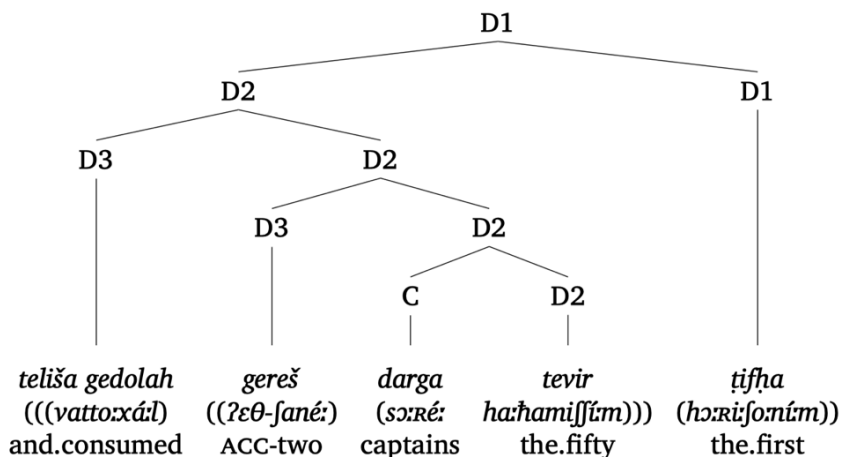 D1
D2 D1
D3 D2
D3 D2
C D2
teliša gedolah gereš darga tevir ṭifḥa
(((vattoːxáːl) ((ʔɛθ-ʃanéː) (sɔːʀéː haːħamiʃʃíːm))) (hɔːʀiːʃoːníːm))
and.consumed ACC-two captains the.fifty the.first